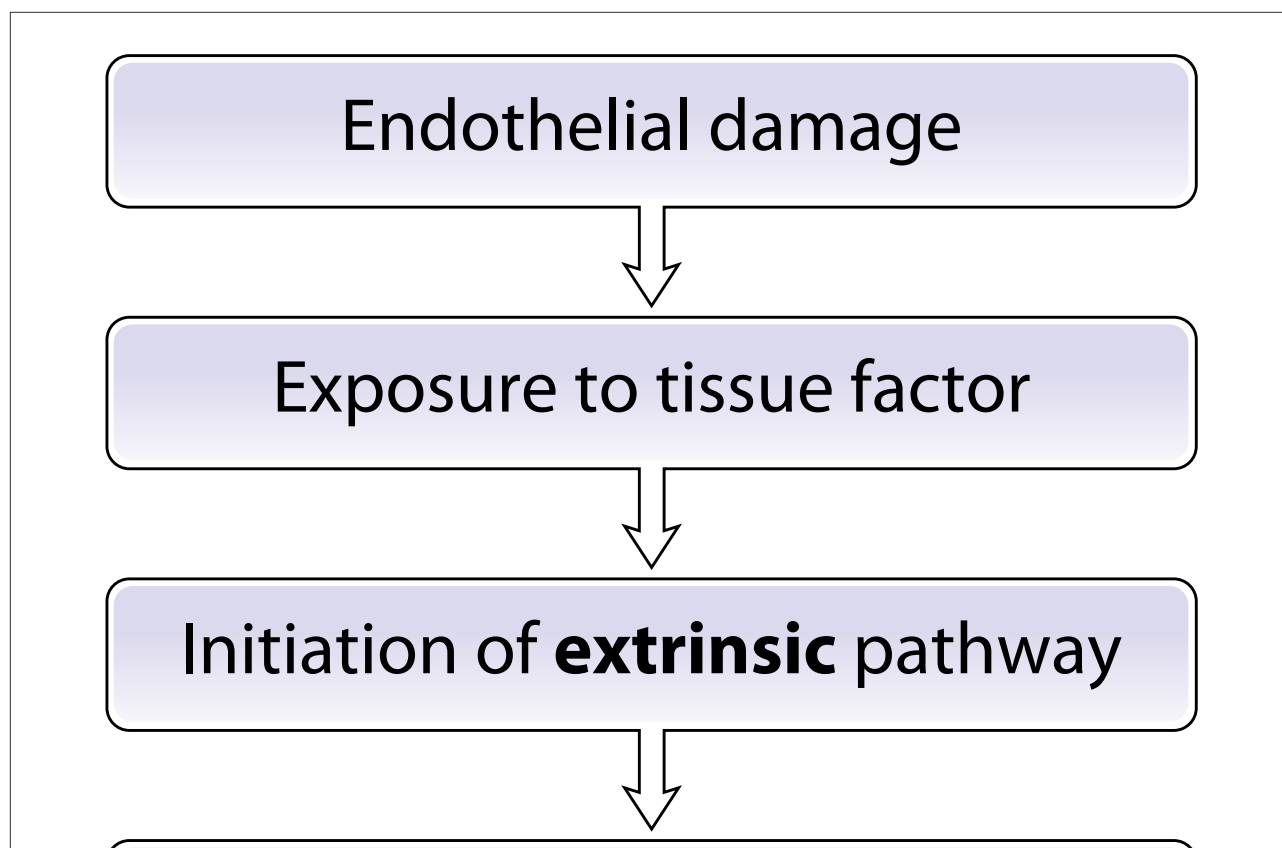 Endothelial damage
Exposure to tissue factor
Initiation of extrinsic pathway